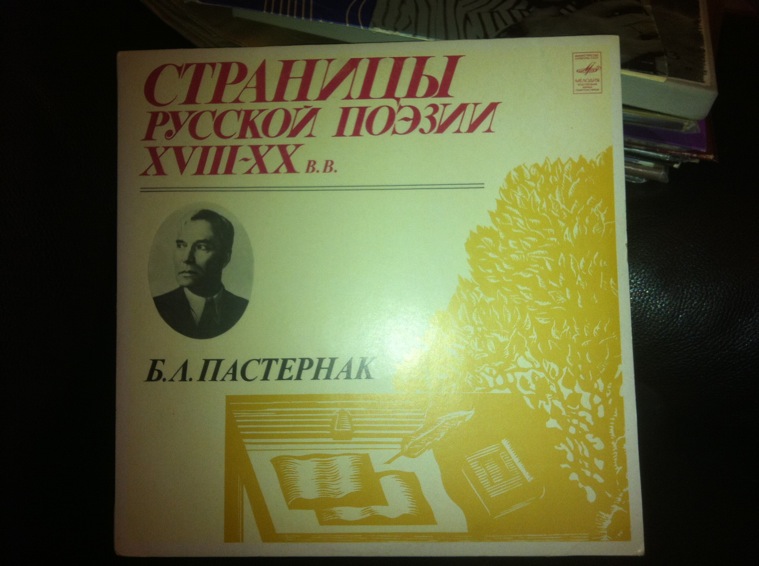 СТРАНИЦЫ
РУССКОЙ ПОЭЗИИ
XVIII-XX В.В.
Б.Л.ПАСТЕРНАК